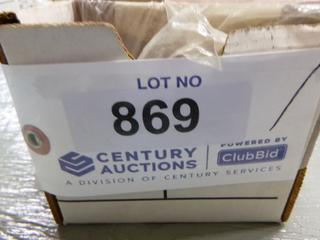 LOT NO
869
CENTURY
AUCTIONS
POWERED BY
ClubBid
A DIVISION OF CENTURY SERVICES